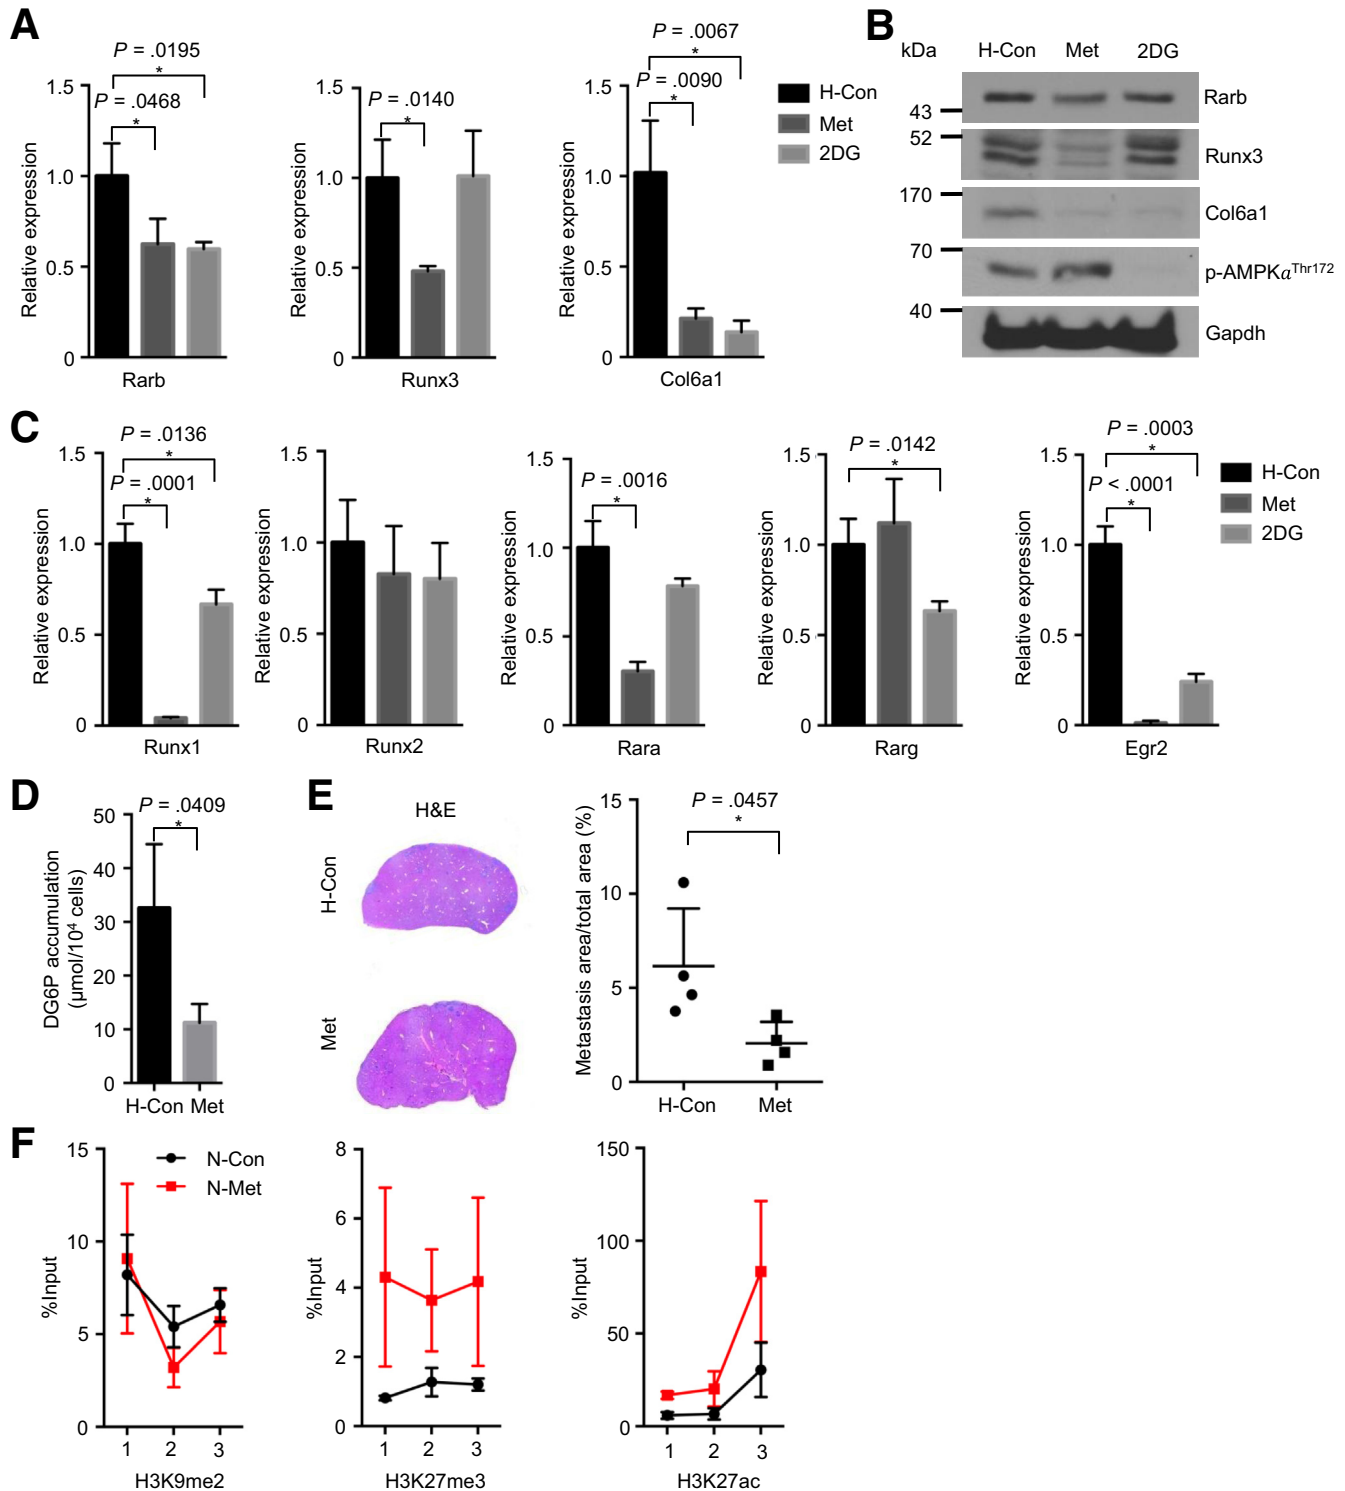 A
P = .0195
*
P = .0468
*
1.5
1.0
0.5
0
Relative expression
Rarb
P = .0140
*
1.5
1.0
0.5
0
Relative expression
Runx3
P = .0067
*
P = .0090
*
1.5
1.0
0.5
0
Relative expression
Col6a1
H-Con
Met
2DG
B
kDa H-Con Met 2DG
43 Rarb
52 Runx3
170 Col6a1
70 p-AMPKα^Thr172
40 Gapdh
C
P = .0136
*
P = .0001
*
1.5
1.0
0.5
0
Relative expression
Runx1
1.5
1.0
0.5
0
Relative expression
Runx2
P = .0016
*
1.5
1.0
0.5
0
Relative expression
Rara
P = .0142
*
1.5
1.0
0.5
0
Relative expression
Rarg
P = .0003
*
P < .0001
*
1.5
1.0
0.5
0
Relative expression
Egr2
H-Con
Met
2DG
D
P = .0409
*
50
40
30
20
10
0
DG6P accumulation
(μmol/10⁴ cells)
H-Con Met
E
H&E
H-Con
Met
P = .0457
*
15
10
5
0
Metastasis area/total area (%)
H-Con Met
F
N-Con
N-Met
15
10
5
0
%Input
1 2 3
H3K9me2
8
6
4
2
0
%Input
1 2 3
H3K27me3
150
100
50
0
%Input
1 2 3
H3K27ac